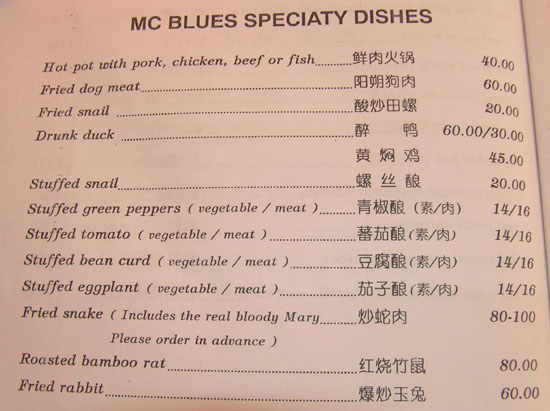 MC BLUES SPECIATY DISHES
Hot pot with pork, chicken, beef or fish 鲜肉火锅 40.00
Fried dog meat 阳朔狗肉 60.00
Fried snail 酸炒田螺 20.00
Drunk duck 醉 鸭 60.00/30.00
黄 焖 鸡 45.00
Stuffed snail 螺 丝 酿 20.00
Stuffed green peppers ( vegetable / meat ) 青椒酿(素/肉) 14/16
Stuffed tomato ( vegetable / meat ) 蕃茄酿(素/肉) 14/16
Stuffed bean curd ( vegetable / meat ) 豆腐酿(素/肉) 14/16
Stuffed eggplant ( vegetable / meat ) 茄子酿(素/肉) 14/16
Fried snake ( Includes the real bloody Mary 炒蛇肉 80-100
Please order in advance )
Roasted bamboo rat 红烧竹鼠 80.00
Fried rabbit 爆炒玉兔 60.00